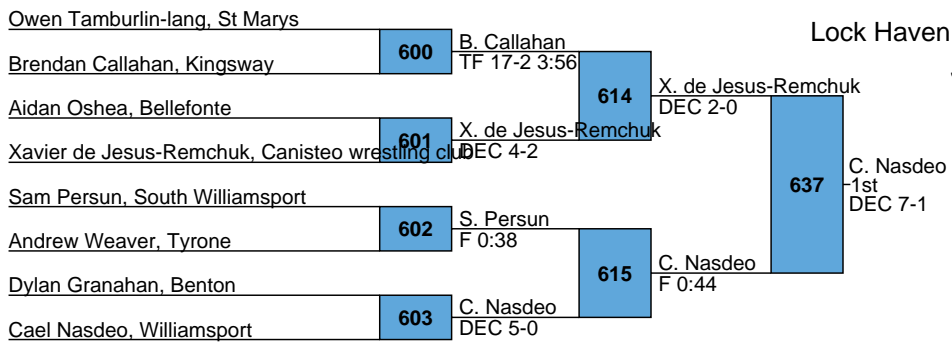 Owen Tamburlin-lang, St Marys
Brendan Callahan, Kingsway
Aidan Oshea, Bellefonte
Xavier de Jesus-Remchuk, Canisteo wrestling club
Sam Persun, South Williamsport
Andrew Weaver, Tyrone
Dylan Granahan, Benton
Cael Nasdeo, Williamsport
600
601
602
603
B. Callahan
TF 17-2 3:56
X. de Jesus-Remchuk
DEC 4-2
S. Persun
F 0:38
C. Nasdeo
DEC 5-0
614
615
X. de Jesus-Remchuk
DEC 2-0
C. Nasdeo
F 0:44
637
C. Nasdeo
1st
DEC 7-1
Lock Haven